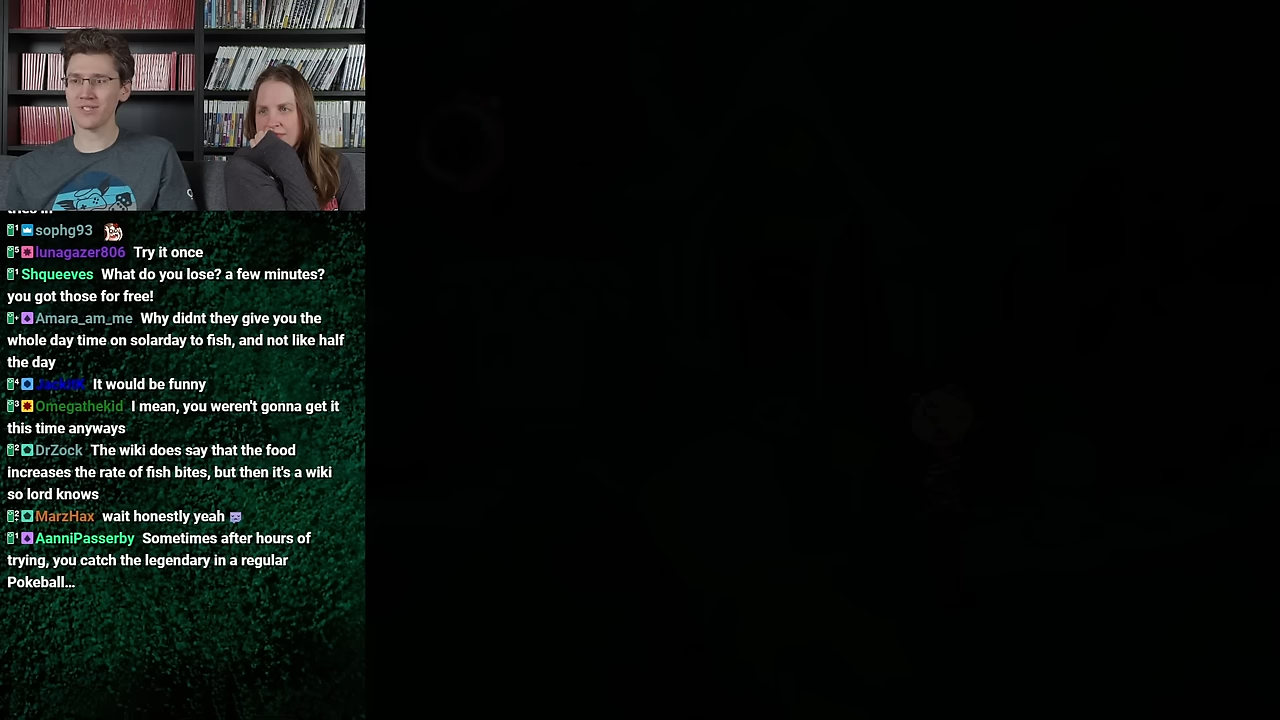 sophg93
lunagazer806 Try it once
Shqueeves What do you lose? a few minutes?
you got those for free!
Amara_am_me Why didnt they give you the
whole day time on solarday to fish, and not like half
the day
It would be funny
Omegathekid I mean, you weren't gonna get it
this time anyways
DrZock The wiki does say that the food
increases the rate of fish bites, but then it's a wiki
so lord knows
MarzHax wait honestly yeah
AanniPasserby Sometimes after hours of
trying, you catch the legendary in a regular
Pokeball…